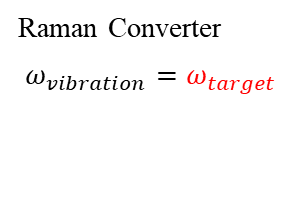 Raman Converter
ω_vibration = ω_target